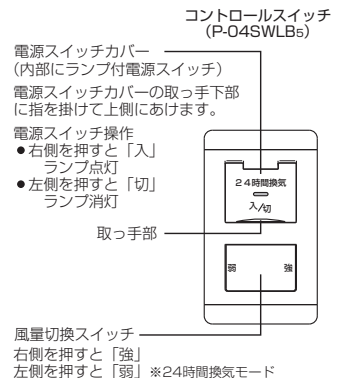 コントロールスイッチ
（P-04SWLB5）
電源スイッチカバー
（内部にランプ付電源スイッチ）
電源スイッチカバーの取っ手下部
に指を掛けて上側にあけます。
電源スイッチ操作
●右側を押すと「入」
ランプ点灯
●左側を押すと「切」
ランプ消灯
取っ手部
24時間換気
入/切
弱 強
風量切換スイッチ
右側を押すと「強」
左側を押すと「弱」※24時間換気モード